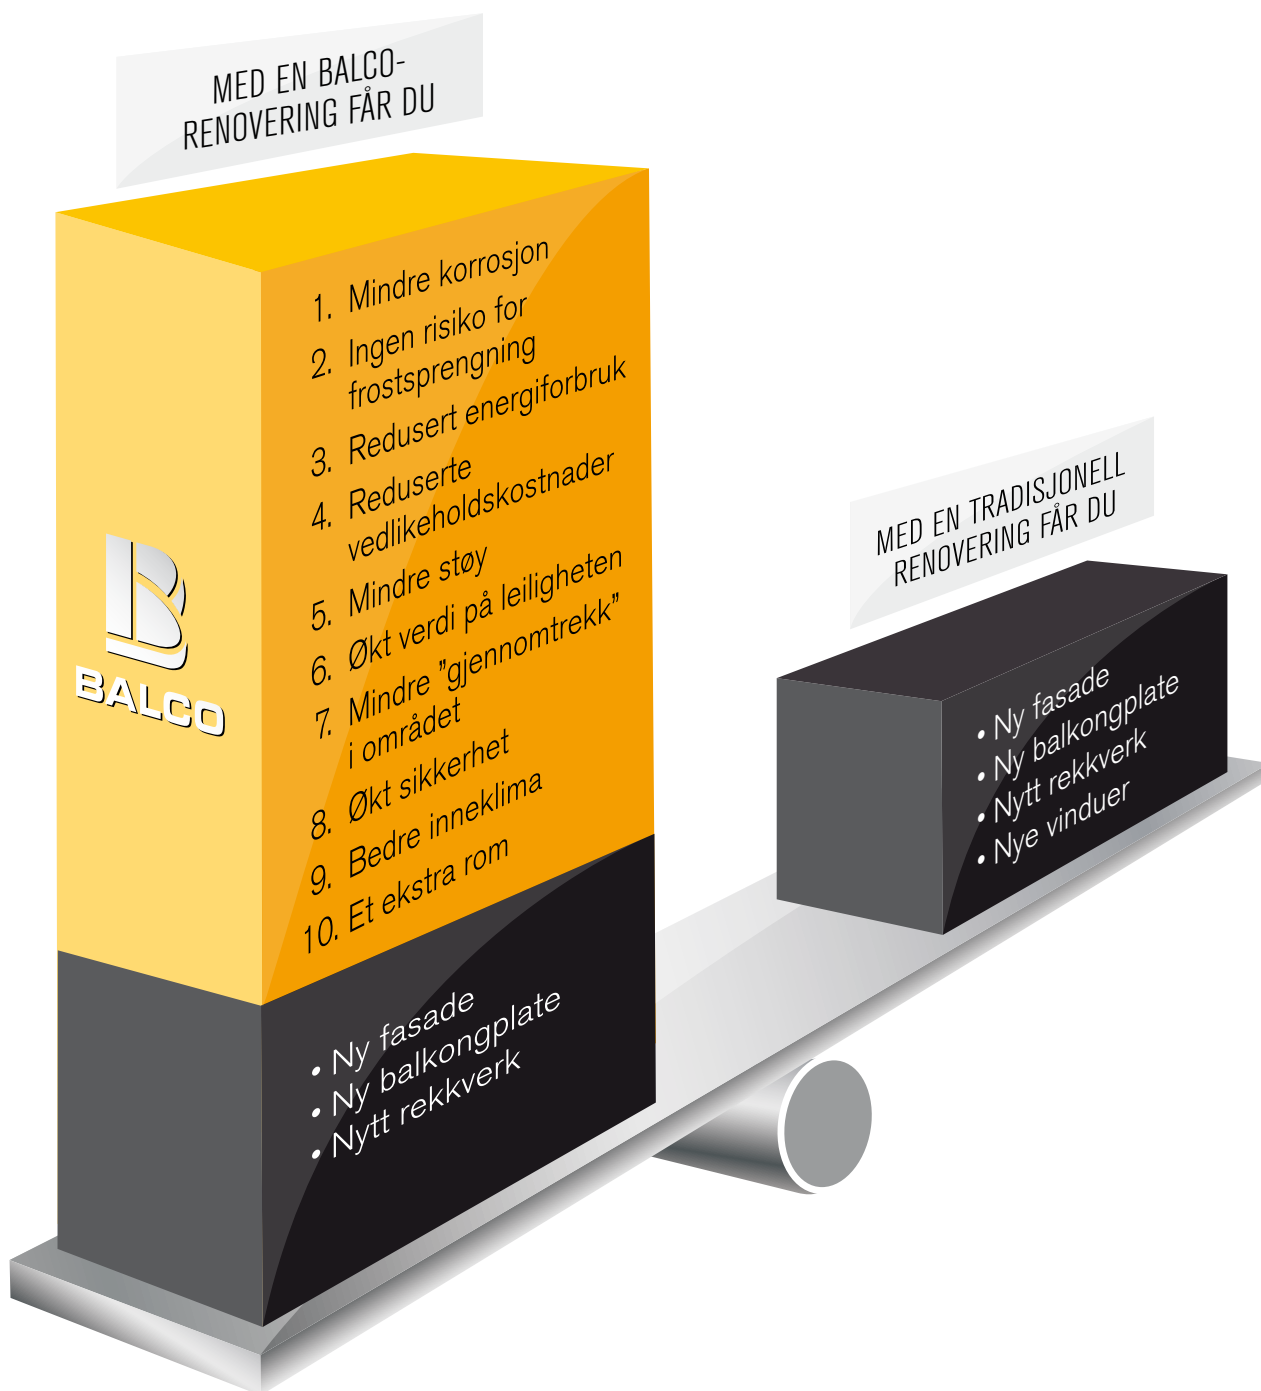 MED EN BALCO-
RENOVERING FÅR DU
1. Mindre korrosjon
2. Ingen risiko for
frostsprengning
3. Redusert energiforbruk
4. Reduserte
vedlikeholdskostnader
5. Mindre støy
6. Økt verdi på leiligheten
7. Mindre ”gjennomtrekk”
i området
8. Økt sikkerhet
9. Bedre inneklima
10. Et ekstra rom
BALCO
• Ny fasade
• Ny balkongplate
• Nytt rekkverk
MED EN TRADISJONELL
RENOVERING FÅR DU
• Ny fasade
• Ny balkongplate
• Nytt rekkverk
• Nye vinduer